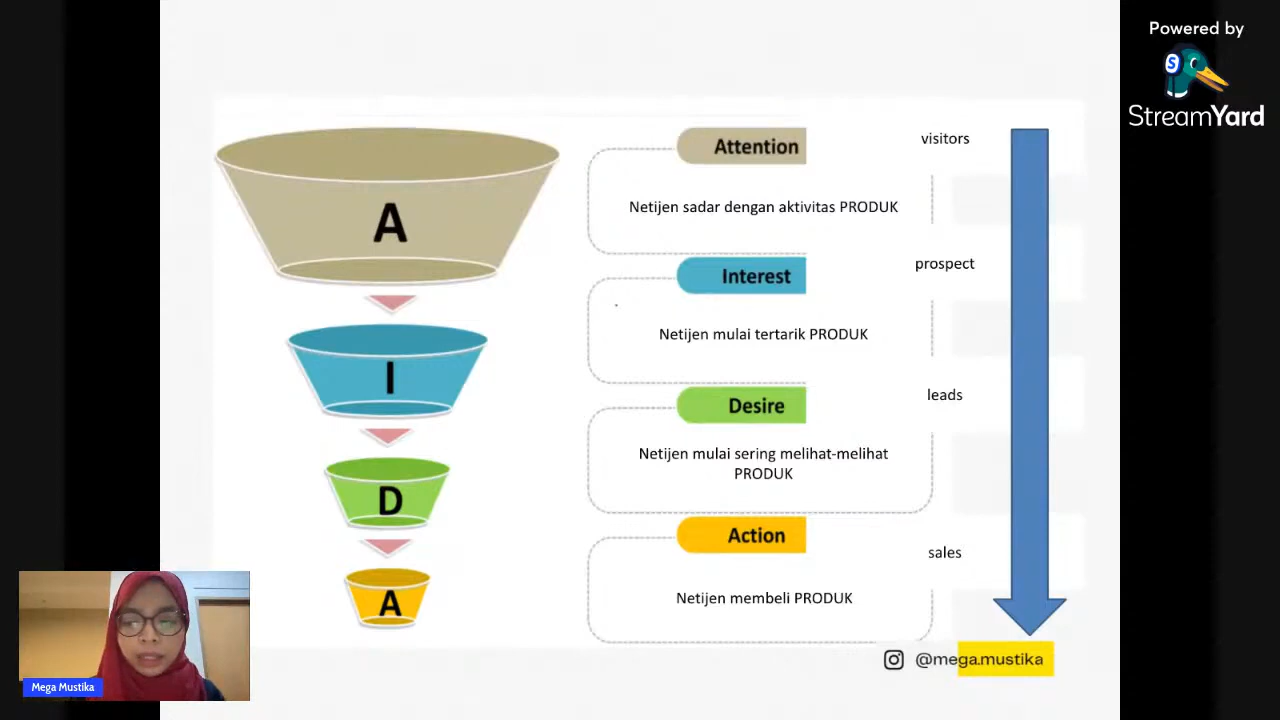 Powered by
S
StreamYard
A
Attention
visitors
Netijen sadar dengan aktivitas PRODUK
I
Interest
prospect
Netijen mulai tertarik PRODUK
D
Desire
leads
Netijen mulai sering melihat-melihat
PRODUK
A
Action
sales
Netijen membeli PRODUK
@mega.mustika
Mega Mustika